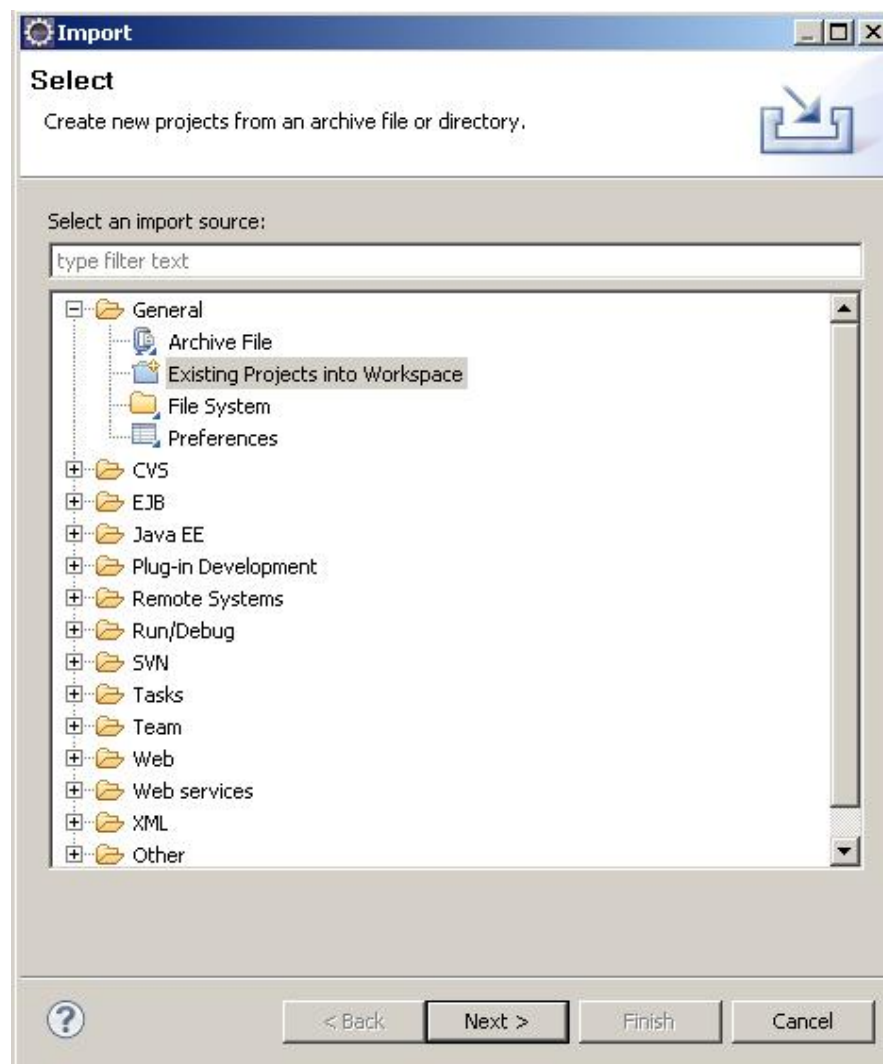 Import
Select
Create new projects from an archive file or directory.
Select an import source:
type filter text
General
Archive File
Existing Projects into Workspace
File System
Preferences
CVS
EJB
Java EE
Plug-in Development
Remote Systems
Run/Debug
SVN
Tasks
Team
Web
Web services
XML
Other
? < Back Next > Finish Cancel